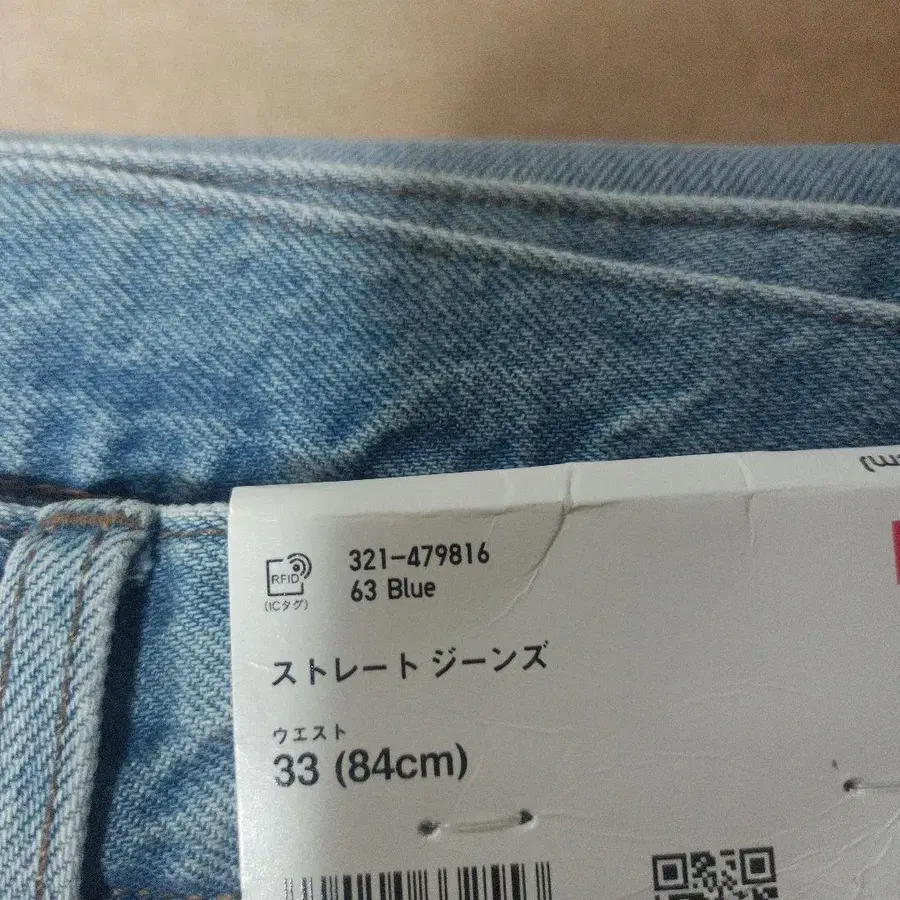 RFID
(ICタグ)
321-479816
63 Blue
ストレート ジーンズ
ウエスト
33 (84cm)